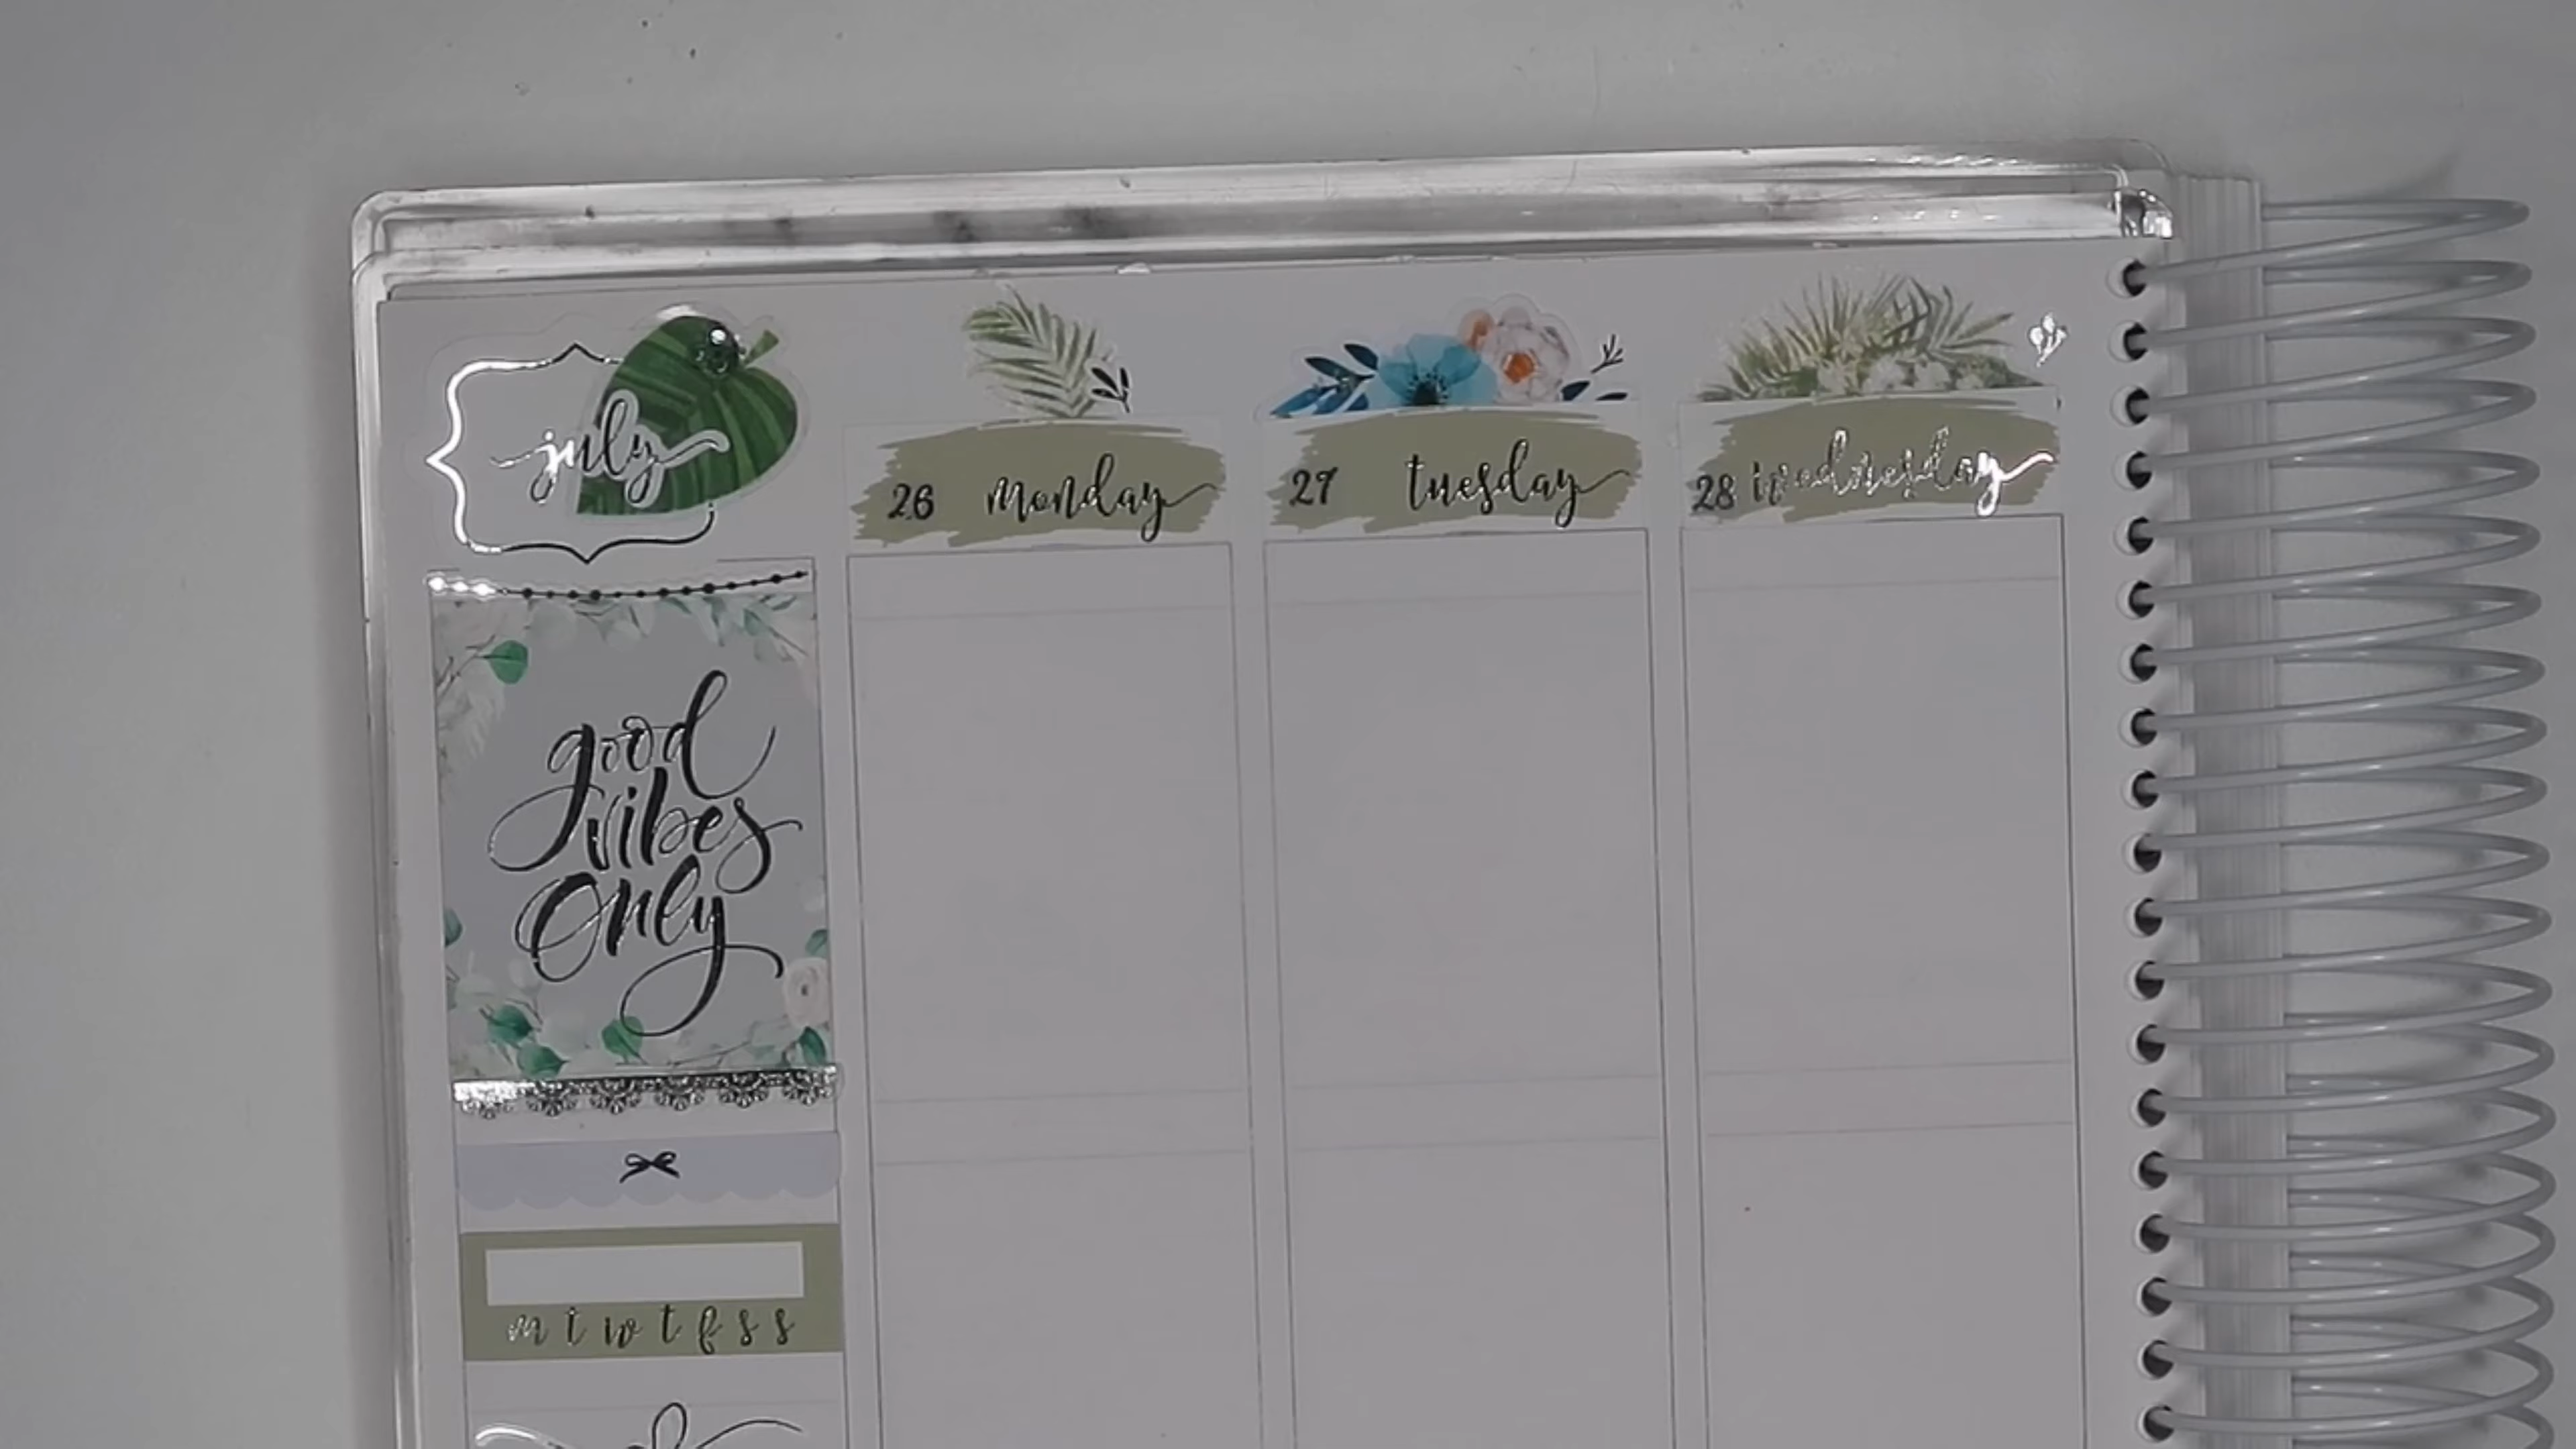 july
26 monday
27 tuesday
28 wednesday
good
vibes
Only
m t w t f s s